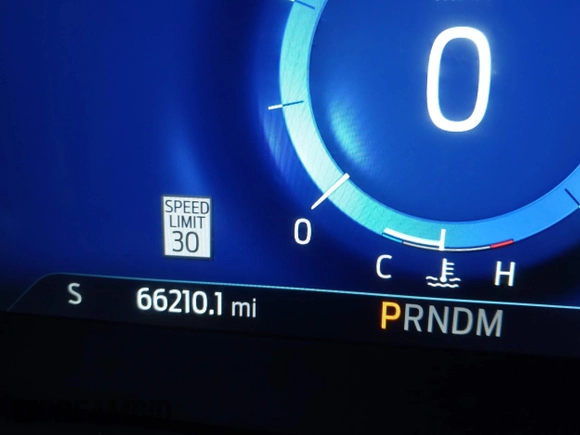 0
SPEED
LIMIT
30
0
C H
S 66210.1 mi PRNDM